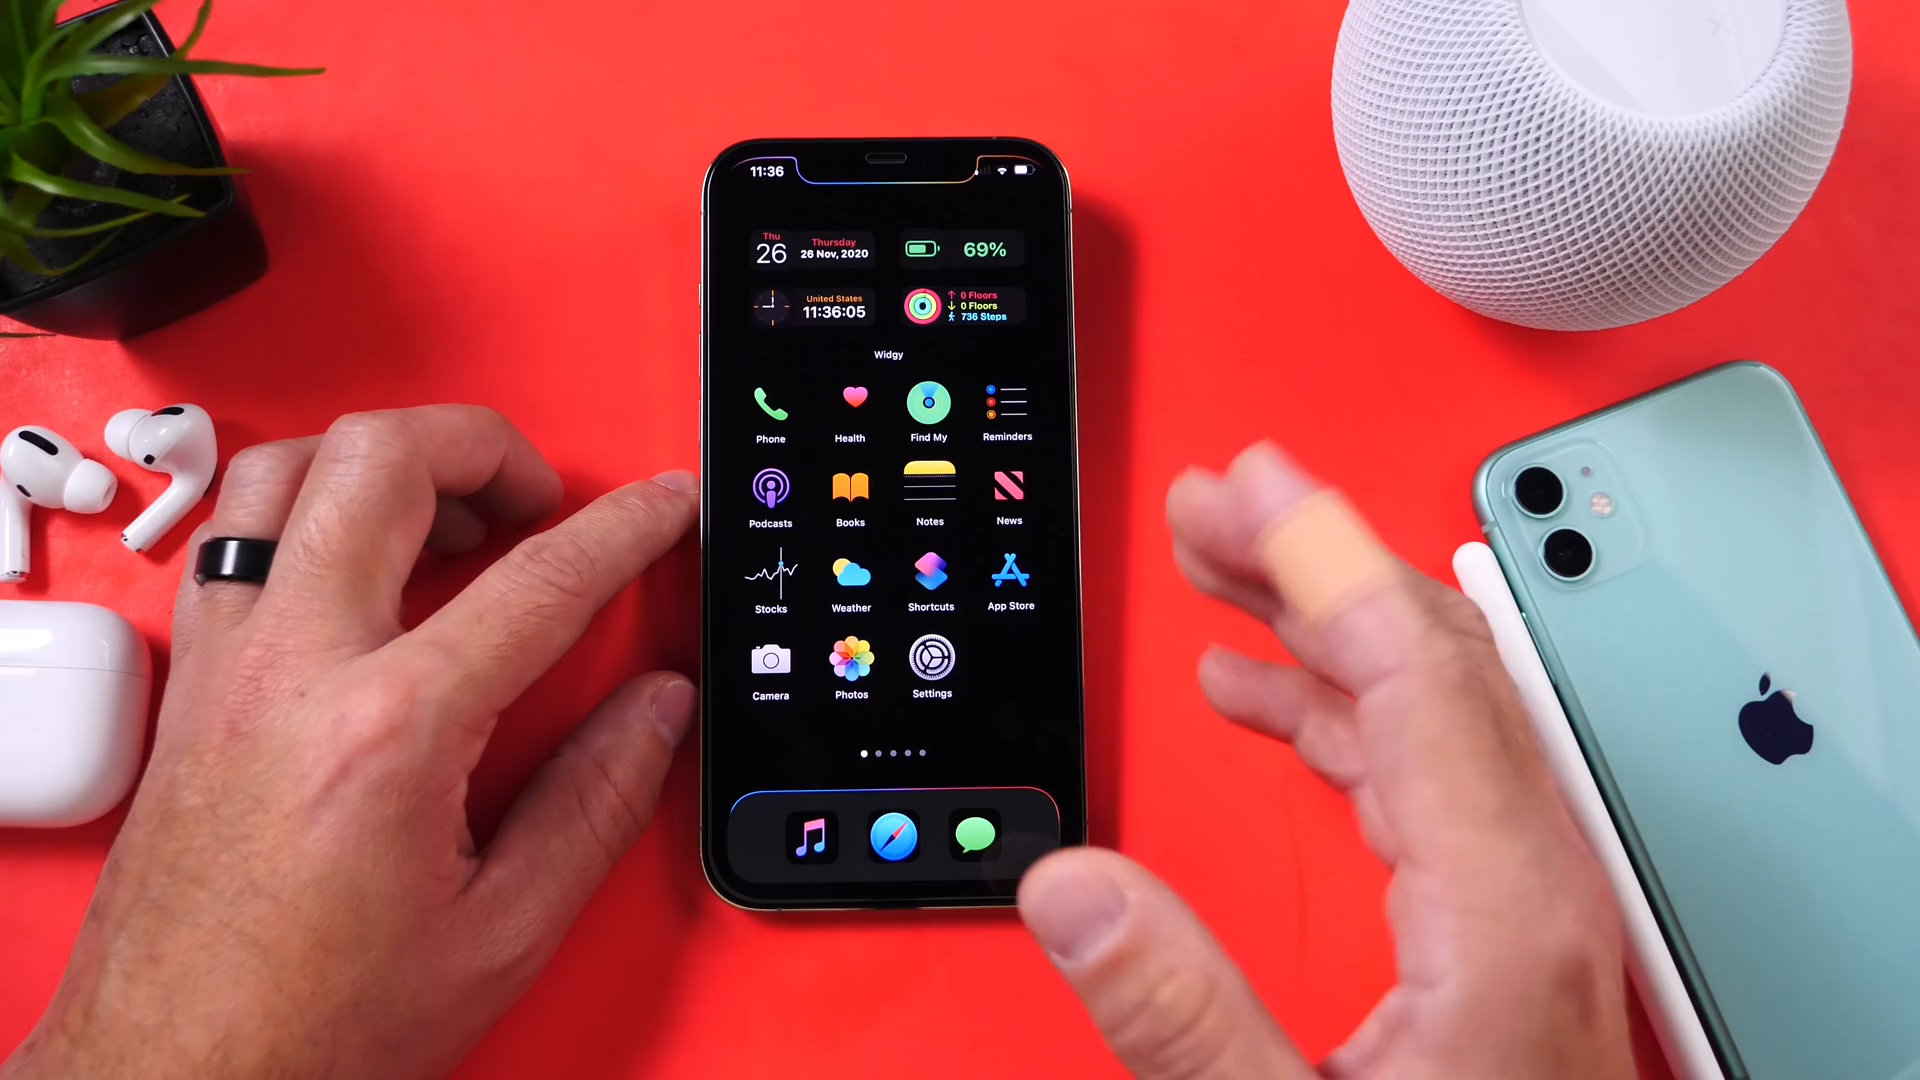 11:36
Thu
26
Thursday
26 Nov, 2020
69%
United States
11:36:05
0 Floors
0 Floors
736 Steps
Widgy
Phone
Health
Find My
Reminders
Podcasts
Books
Notes
News
Stocks
Weather
Shortcuts
App Store
Camera
Photos
Settings